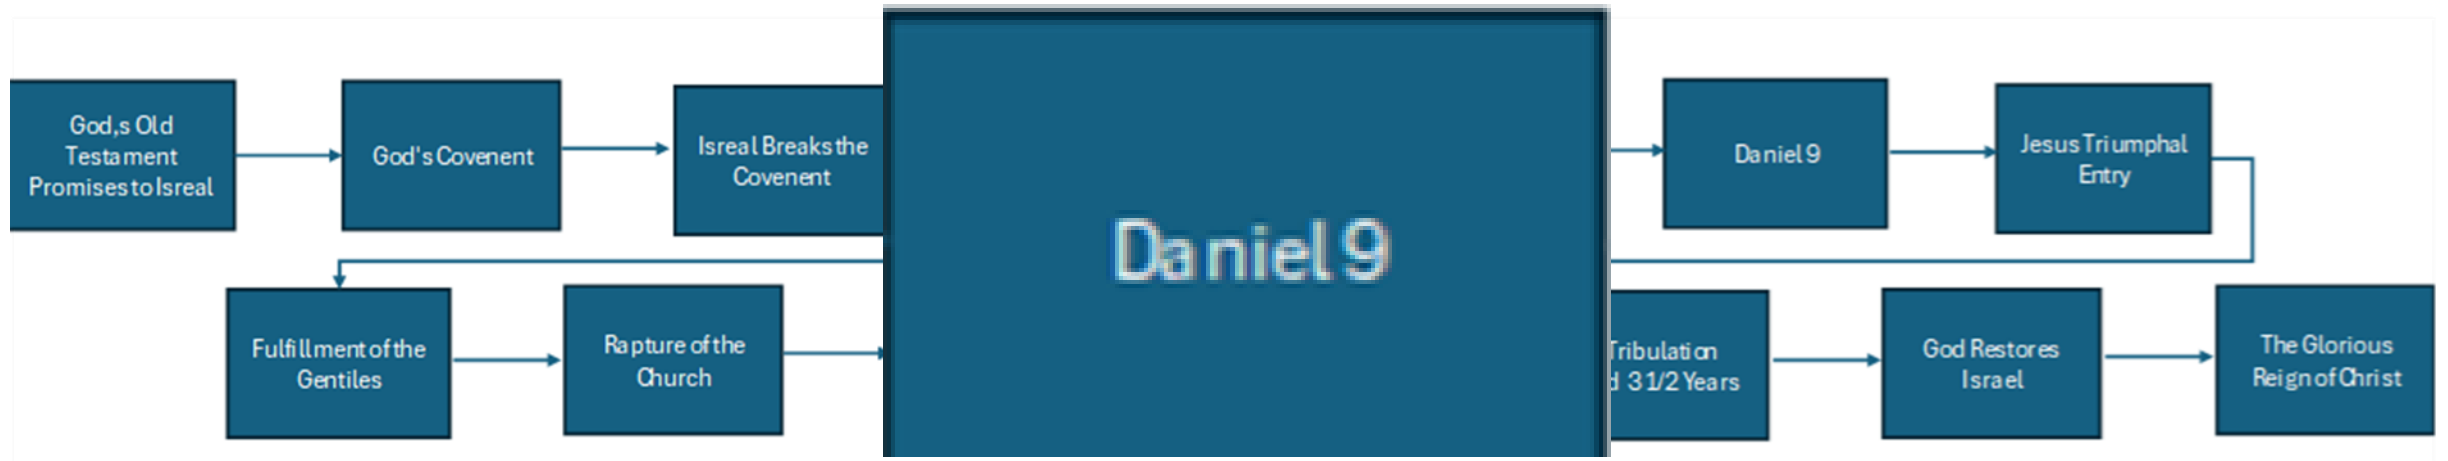 God,s Old
Testament
Promises to Isreal
God's Covenent
Isreal Breaks the
Covenent
Daniel 9
Daniel 9
Jesus Triumphal
Entry
Fulfillment of the
Gentiles
Rapture of the
Church
Tribulation
d 3 1/2 Years
God Restores
Israel
The Glorious
Reign of Christ